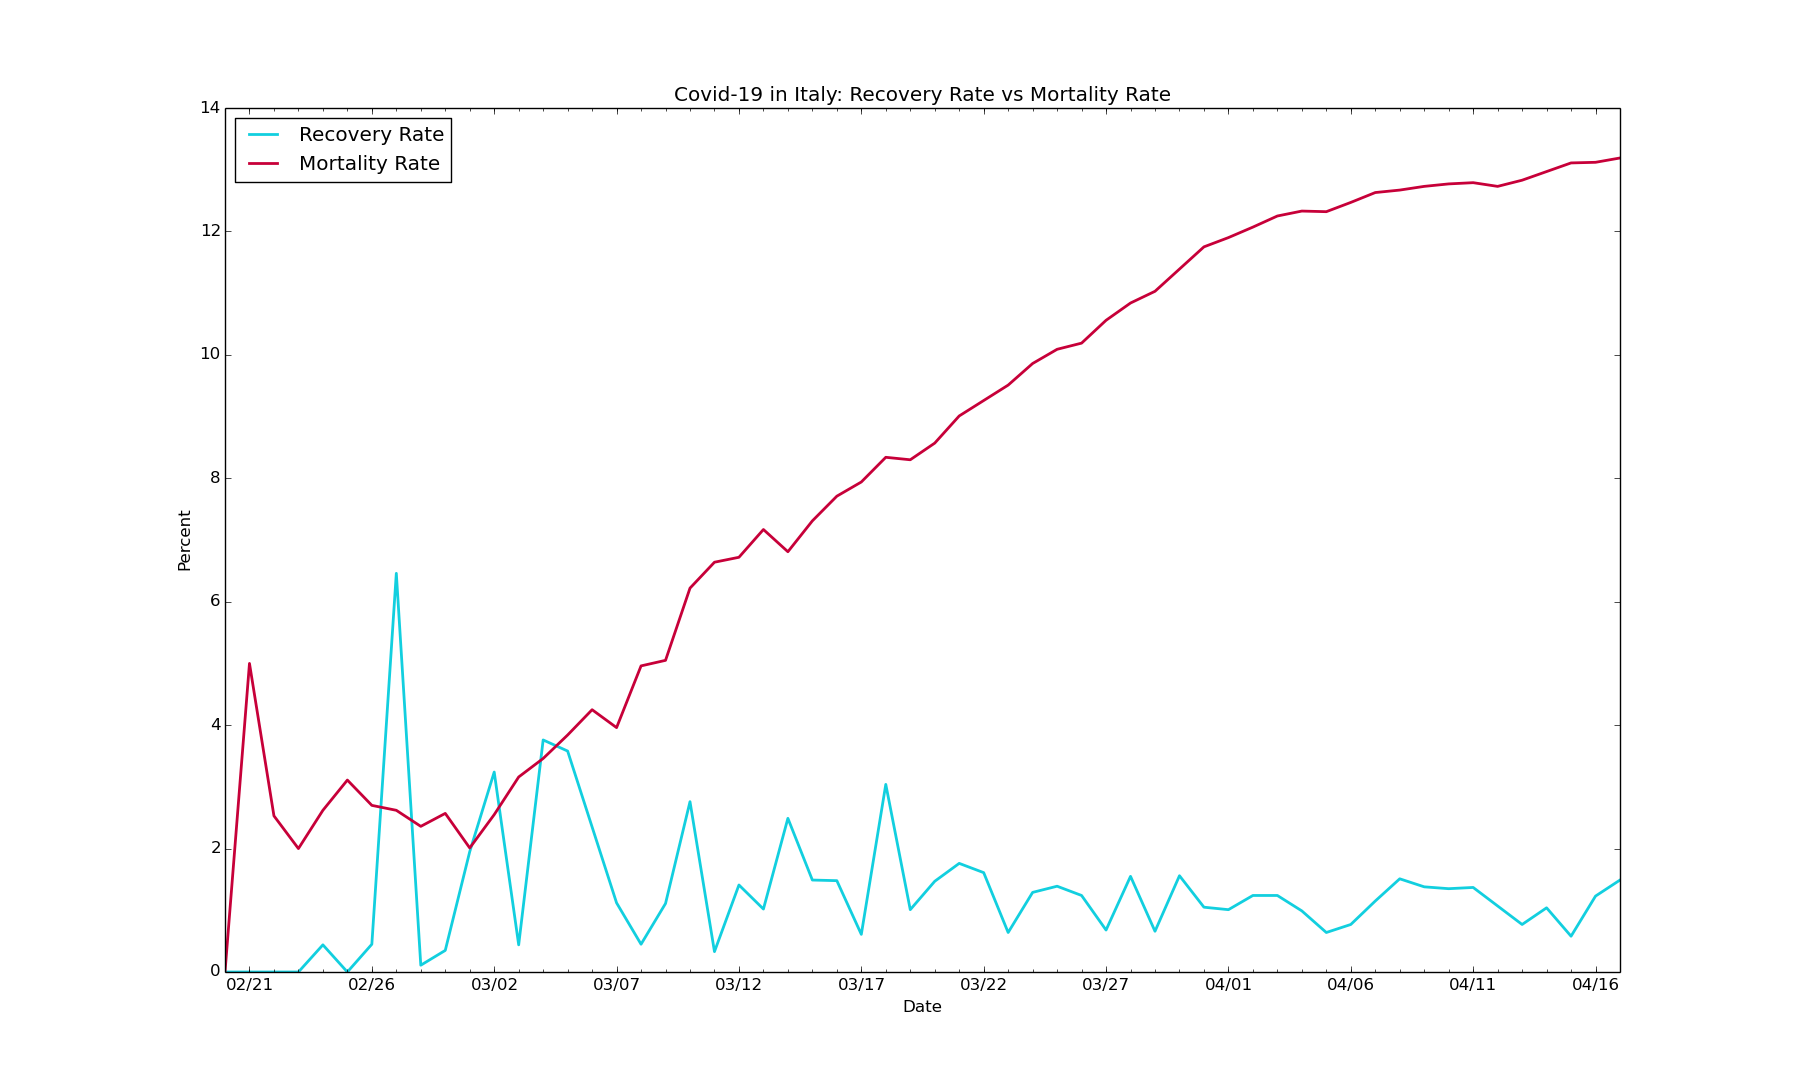 Covid-19 in Italy: Recovery Rate vs Mortality Rate
14
Recovery Rate
Mortality Rate
12
10
8
Percent
6
4
2
0
02/21 02/26 03/02 03/07 03/12 03/17 03/22 03/27 04/01 04/06 04/11 04/16
Date